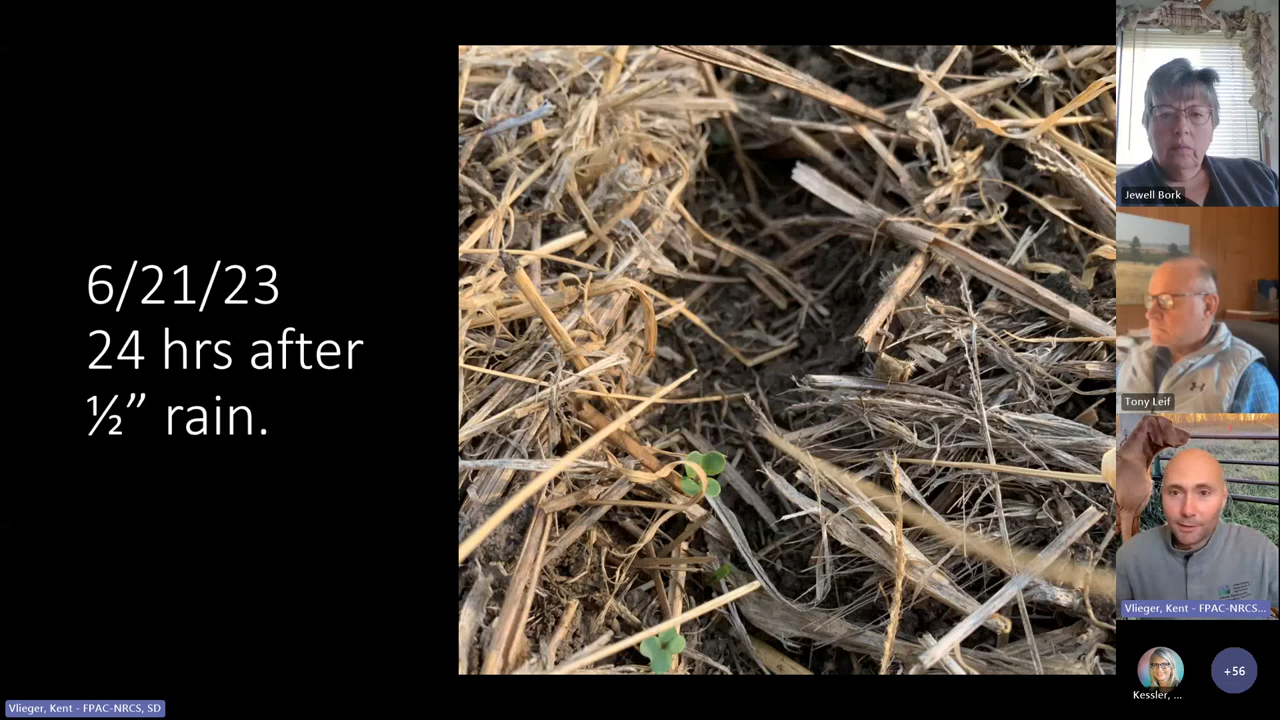 6/21/23
24 hrs after
½” rain.
Jewell Bork
Tony Leif
Vlieger, Kent - FPAC-NRCS...
Kessler, ...
+56
Vlieger, Kent - FPAC-NRCS, SD